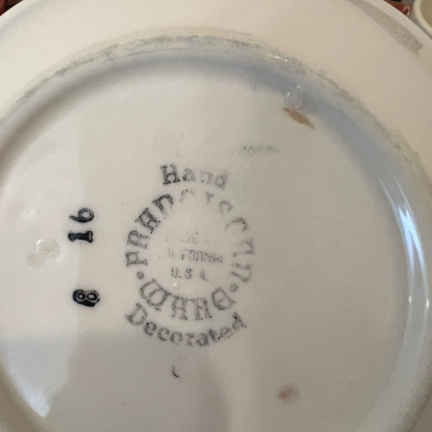 Hand
FRANCISCAN
U.S.A.
WARE
Decorated
16
8